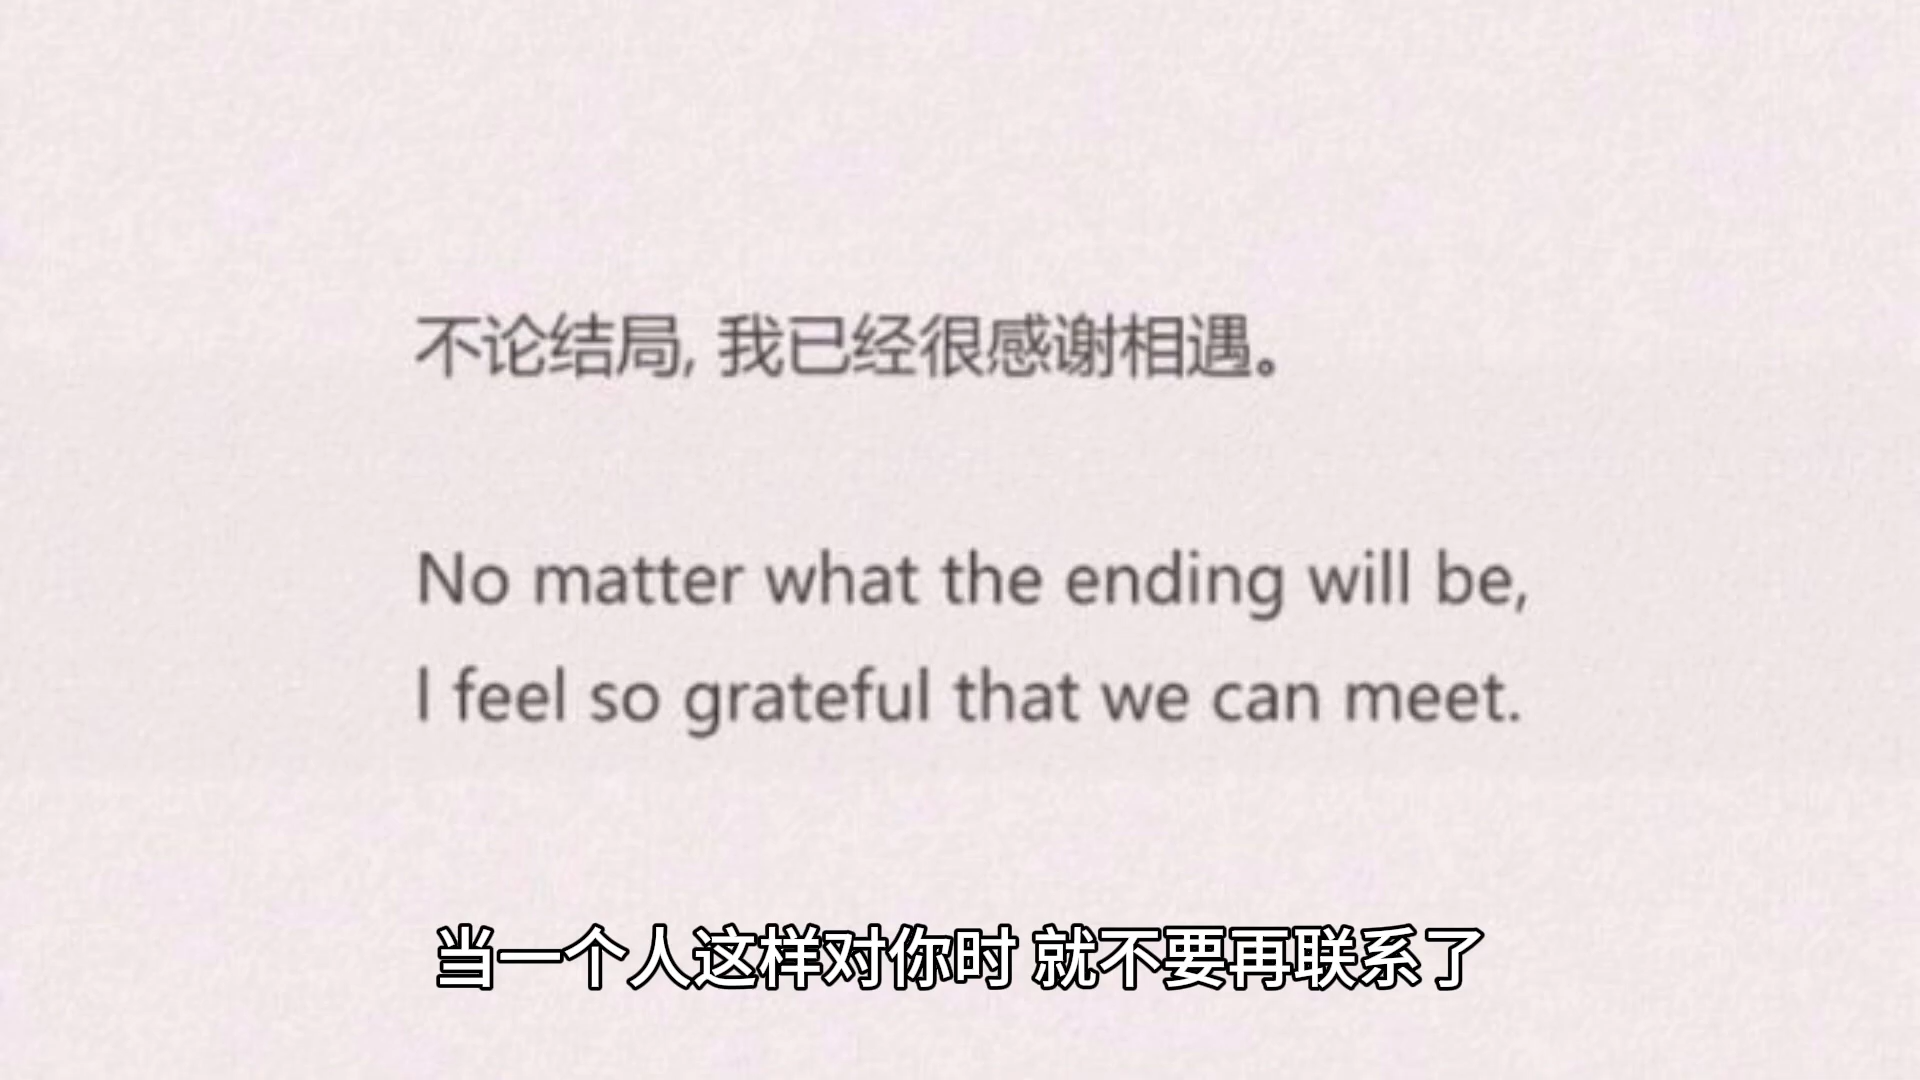 不论结局, 我已经很感谢相遇。
No matter what the ending will be,
I feel so grateful that we can meet.
当一个人这样对你时 就不要再联系了